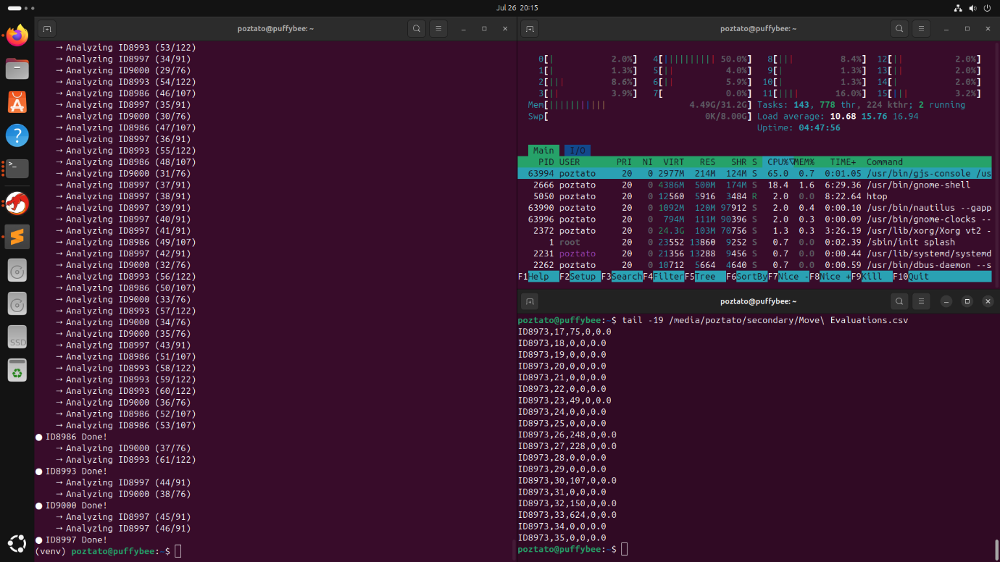 Jul 26 20:15
poztato@puffybee: ~
→ Analyzing ID8993 (53/122)
→ Analyzing ID8997 (34/91)
→ Analyzing ID9000 (29/76)
→ Analyzing ID8993 (54/122)
→ Analyzing ID8986 (46/107)
→ Analyzing ID8997 (35/91)
→ Analyzing ID9000 (30/76)
→ Analyzing ID8986 (47/107)
→ Analyzing ID8997 (36/91)
→ Analyzing ID8993 (55/122)
→ Analyzing ID8986 (48/107)
→ Analyzing ID9000 (31/76)
→ Analyzing ID8997 (37/91)
→ Analyzing ID8997 (38/91)
→ Analyzing ID8997 (39/91)
→ Analyzing ID8997 (40/91)
→ Analyzing ID8997 (41/91)
→ Analyzing ID8986 (49/107)
→ Analyzing ID8997 (42/91)
→ Analyzing ID9000 (32/76)
→ Analyzing ID8993 (56/122)
→ Analyzing ID8986 (50/107)
→ Analyzing ID9000 (33/76)
→ Analyzing ID8993 (57/122)
→ Analyzing ID9000 (34/76)
→ Analyzing ID9000 (35/76)
→ Analyzing ID8997 (43/91)
→ Analyzing ID8986 (51/107)
→ Analyzing ID8993 (58/122)
→ Analyzing ID8993 (59/122)
→ Analyzing ID8993 (60/122)
→ Analyzing ID9000 (36/76)
→ Analyzing ID8986 (52/107)
→ Analyzing ID8986 (53/107)
● ID8986 Done!
→ Analyzing ID9000 (37/76)
→ Analyzing ID8993 (61/122)
● ID8993 Done!
→ Analyzing ID8997 (44/91)
→ Analyzing ID9000 (38/76)
● ID9000 Done!
→ Analyzing ID8997 (45/91)
→ Analyzing ID8997 (46/91)
● ID8997 Done!
(venv) poztato@puffybee:~$
poztato@puffybee: ~
0[| 2.0%] 4[|||||||||| 50.0%] 8[||| 8.4%] 12[|| 2.0%]
1[| 1.3%] 5[|| 4.0%] 9[| 1.3%] 13[|| 2.0%]
2[||| 8.6%] 6[|| 5.9%] 10[| 1.3%] 14[| 2.0%]
3[|| 3.9%] 7[ 0.0%] 11[|||| 16.0%] 15[||| 3.2%]
Mem[||||||||||| 4.49G/31.2G] Tasks: 143, 778 thr, 224 kthr; 2 running
Swp[ 0K/8.00G] Load average: 10.68 15.76 16.94
Uptime: 04:47:56
Main I/O
PID USER PRI NI VIRT RES SHR S CPU%▽MEM% TIME+ Command
63994 poztato 20 0 2977M 214M 124M S 65.0 0.7 0:01.05 /usr/bin/gjs-console /us
2666 poztato 20 0 4386M 500M 174M S 18.4 1.6 6:29.36 /usr/bin/gnome-shell
5050 poztato 20 0 12560 5916 3484 R 2.0 0.0 8:22.64 htop
63990 poztato 20 0 1092M 120M 97912 S 2.0 0.4 0:00.10 /usr/bin/nautilus --gapp
63996 poztato 20 0 794M 111M 90396 S 2.0 0.3 0:00.09 /usr/bin/gnome-clocks --
2372 poztato 20 0 24.3G 103M 70756 S 1.3 0.3 3:26.19 /usr/lib/xorg/Xorg vt2 -
1 root 20 0 23552 13860 9252 S 0.7 0.0 0:02.39 /sbin/init splash
2231 poztato 20 0 21356 13288 9456 S 0.7 0.0 0:00.44 /usr/lib/systemd/systemd
2262 poztato 20 0 10712 5664 4640 S 0.7 0.0 0:00.59 /usr/bin/dbus-daemon --s
F1Help F2Setup F3SearchF4FilterF5Tree F6SortByF7Nice -F8Nice +F9Kill F10Quit
poztato@puffybee: ~
poztato@puffybee:~$ tail -19 /media/poztato/secondary/Move\ Evaluations.csv
ID8973,17,75,0,0.0
ID8973,18,0,0,0.0
ID8973,19,0,0,0.0
ID8973,20,0,0,0.0
ID8973,21,0,0,0.0
ID8973,22,0,0,0.0
ID8973,23,49,0,0.0
ID8973,24,0,0,0.0
ID8973,25,0,0,0.0
ID8973,26,248,0,0.0
ID8973,27,228,0,0.0
ID8973,28,0,0,0.0
ID8973,29,0,0,0.0
ID8973,30,107,0,0.0
ID8973,31,0,0,0.0
ID8973,32,150,0,0.0
ID8973,33,624,0,0.0
ID8973,34,0,0,0.0
ID8973,35,0,0,0.0
poztato@puffybee:~$
SSD